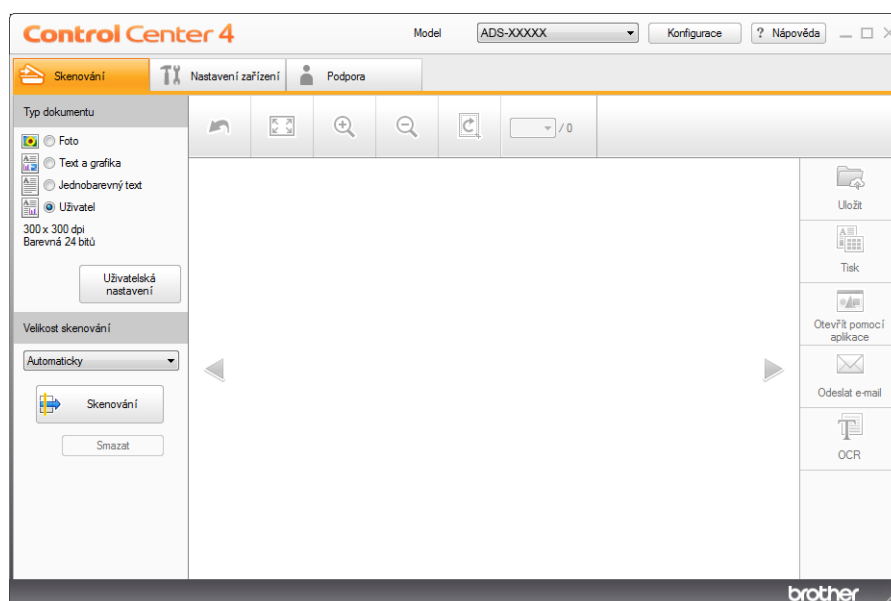 Control Center 4
Model
ADS-XXXXX
Konfigurace
? Nápověda
Skenování
Nastavení zařízení
Podpora
Typ dokumentu
Foto
Text a grafika
Jednobarevný text
Uživatel
300 x 300 dpi
Barevná 24 bitů
Uživatelská
nastavení
Velikost skenování
Automaticky
Skenování
Smazat
/ 0
Uložit
Tisk
Otevřít pomocí
aplikace
Odeslat e-mail
OCR
brother